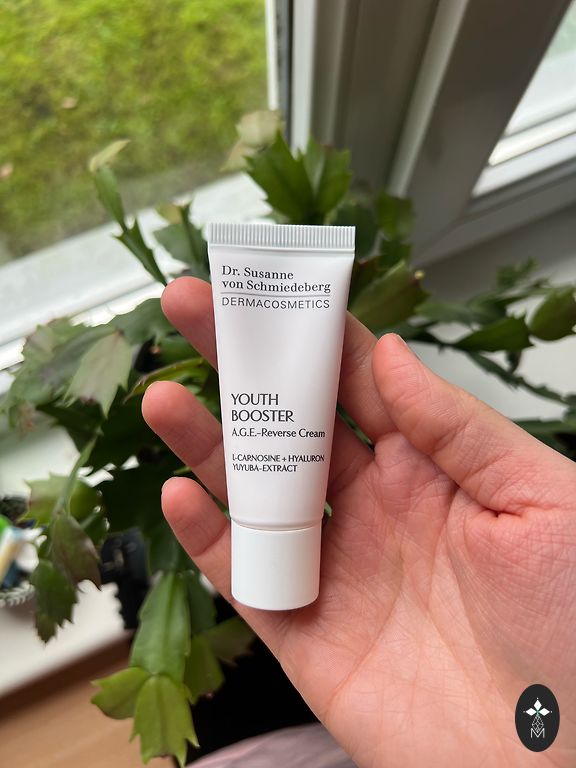 Dr. Susanne
von Schmiedeberg
DERMACOSMETICS
YOUTH
BOOSTER
A.G.E.-Reverse Cream
L-CARNOSINE + HYALURON
YUYUBA-EXTRACT
M